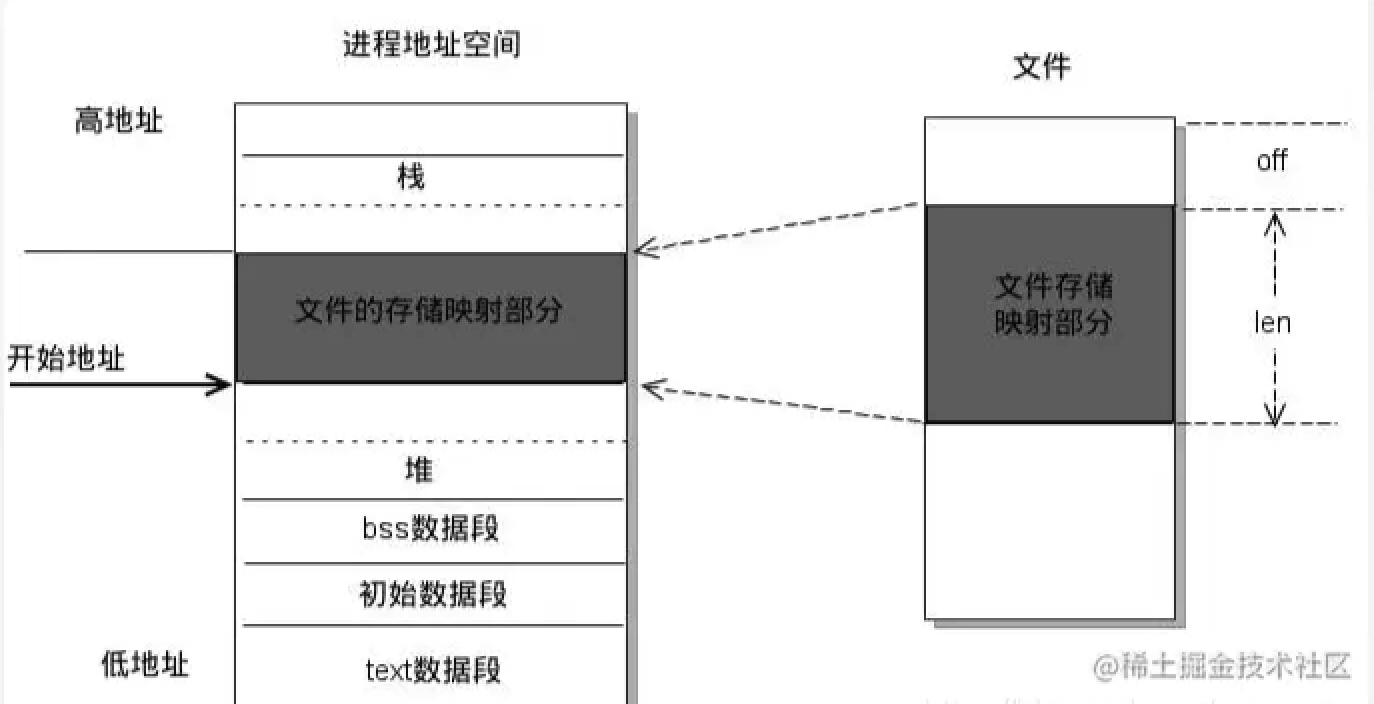 进程地址空间
文件
高地址
栈
off
文件的存储映射部分
文件存储
映射部分
len
开始地址
堆
bss数据段
初始数据段
低地址
text数据段
@稀土掘金技术社区